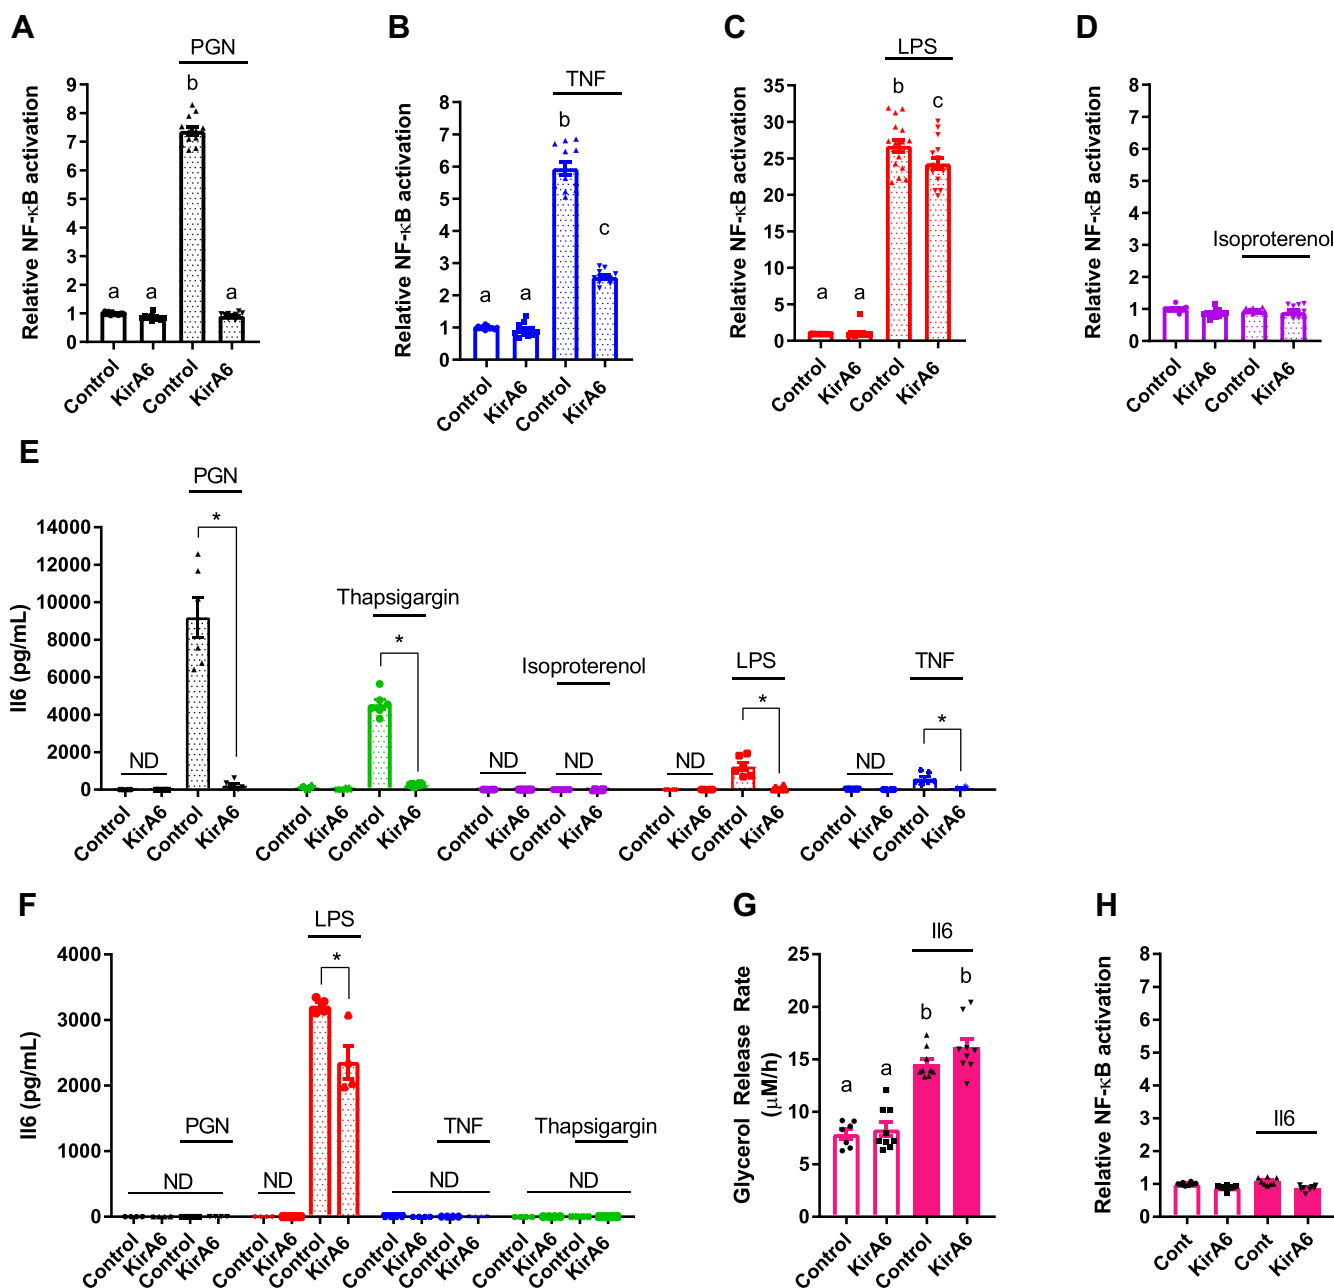 A
PGN
b
Relative NF-κB activation
9
8
7
6
5
4
3
2
1
0
a
a
a
Control
KirA6
Control
KirA6
B
TNF
b
Relative NF-κB activation
8
7
6
5
4
3
2
1
0
a
a
c
Control
KirA6
Control
KirA6
C
LPS
b
c
Relative NF-κB activation
35
30
25
20
15
10
5
0
a
a
Control
KirA6
Control
KirA6
D
Relative NF-κB activation
8
7
6
5
4
3
2
1
0
Isoproterenol
Control
KirA6
Control
KirA6
E
Il6 (pg/mL)
14000
12000
10000
8000
6000
4000
2000
0
PGN
*
ND
Thapsigargin
*
Isoproterenol
ND
ND
LPS
*
ND
TNF
*
ND
Control
KirA6
Control
KirA6
Control
KirA6
Control
KirA6
Control
KirA6
Control
KirA6
Control
KirA6
Control
KirA6
Control
KirA6
Control
KirA6
F
Il6 (pg/mL)
4000
3000
2000
1000
0
PGN
ND
LPS
*
ND
TNF
ND
Thapsigargin
ND
Control
KirA6
Control
KirA6
Control
KirA6
Control
KirA6
Control
KirA6
Control
KirA6
Control
KirA6
Control
KirA6
G
Glycerol Release Rate
(μM/h)
25
20
15
10
5
0
Il6
a
a
b
b
Control
KirA6
Control
KirA6
H
Relative NF-κB activation
8
7
6
5
4
3
2
1
0
Il6
Cont
KirA6
Cont
KirA6